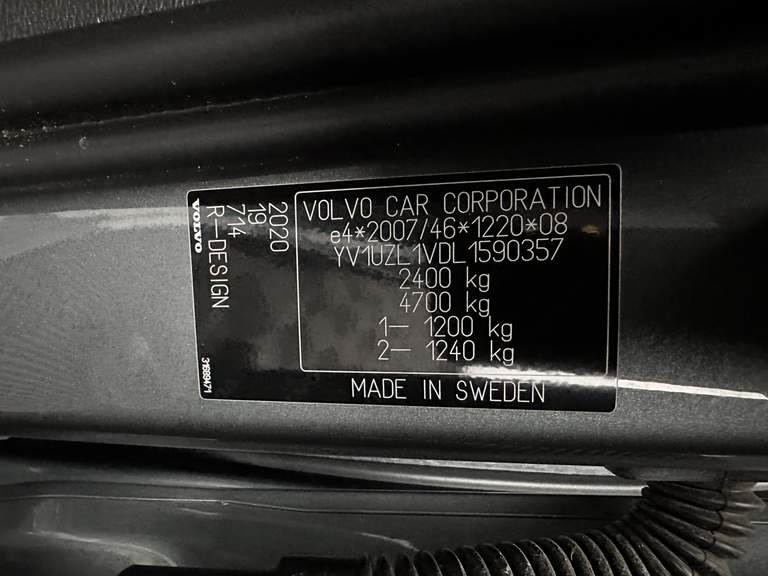 VOLVO CAR CORPORATION
e4*2007/46*1220*08
YV1UZL1VDL1590357
2400 kg
4700 kg
1– 1200 kg
2– 1240 kg
MADE IN SWEDEN
2020
19
714
R–DESIGN
VOLVO
31689471